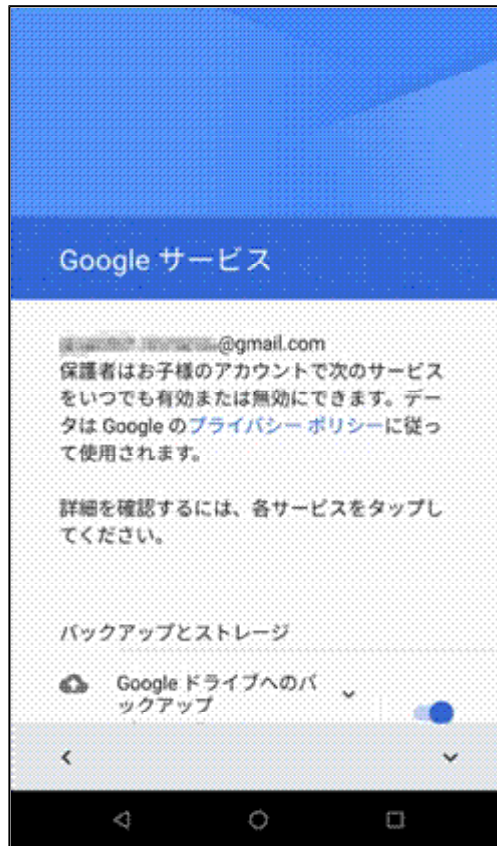 Google サービス
@gmail.com
保護者はお子様のアカウントで次のサービス
をいつでも有効または無効にできます。デー
タは Google のプライバシー ポリシーに従っ
て使用されます。
詳細を確認するには、各サービスをタップし
てください。
バックアップとストレージ
Google ドライブへのバ
ックアップ